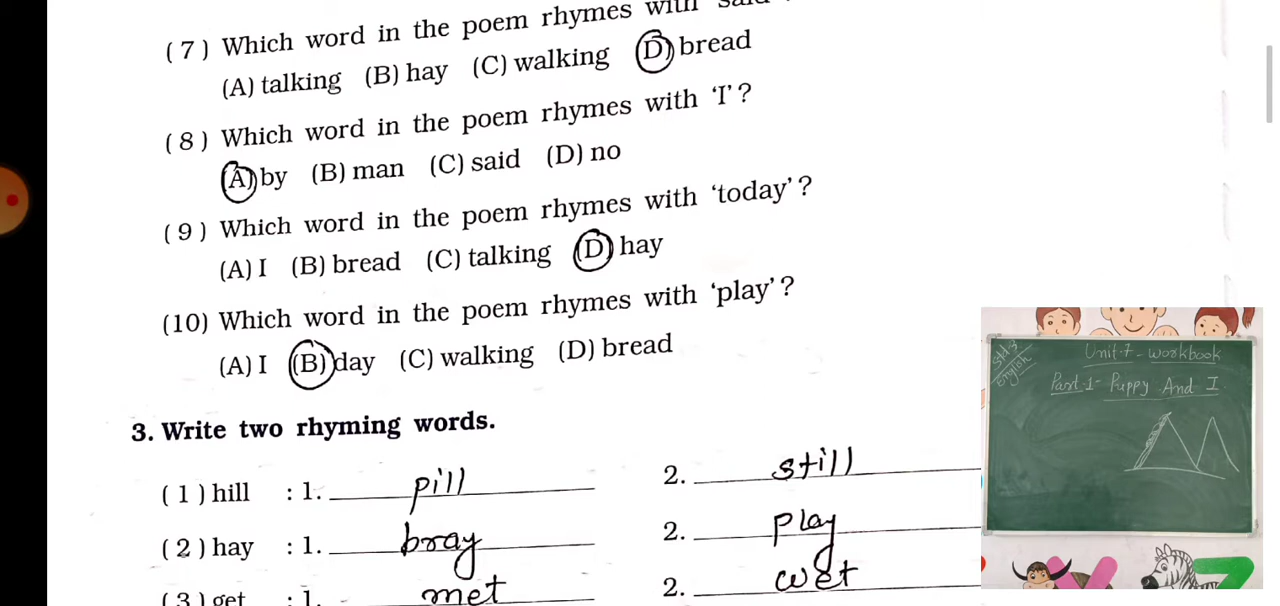 (7) Which word in the poem rhymes with 'said'?
(A) talking (B) hay (C) walking (D) bread
(8) Which word in the poem rhymes with 'I'?
(A) by (B) man (C) said (D) no
(9) Which word in the poem rhymes with 'today'?
(A) I (B) bread (C) talking (D) hay
(10) Which word in the poem rhymes with 'play'?
(A) I (B) day (C) walking (D) bread
3. Write two rhyming words.
(1) hill : 1. pill 2. still
(2) hay : 1. bray 2. play
(3) get : 1. met 2. wet
Std:3
English
Unit:7 - Workbook
Part-1- Puppy And I